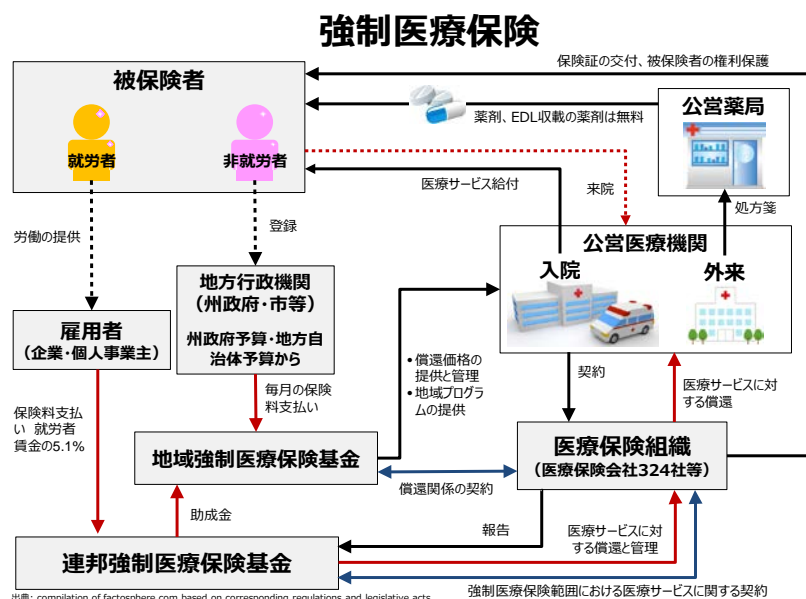 強制医療保険
保険証の交付、被保険者の権利保護
被保険者
就労者
非就労者
薬剤、EDL収載の薬剤は無料
公営薬局
医療サービス給付
来院
処方箋
労働の提供
登録
公営医療機関
入院
外来
地方行政機関
(州政府・市等)
州政府予算・地方自
治体予算から
雇用者
(企業・個人事業主)
• 償還価格の
提供と管理
• 地域プログラ
ムの提供
契約
医療サービスに対
する償還
毎月の保険
料支払い
保険料支払
い 就労者
賃金の5.1%
地域強制医療保険基金
医療保険組織
(医療保険会社324社等)
償還関係の契約
助成金
報告
医療サービスに対
する償還と管理
連邦強制医療保険基金
強制医療保険範囲における医療サービスに関する契約
出典: compilation of factosphere.com based on corresponding regulations and legislative acts